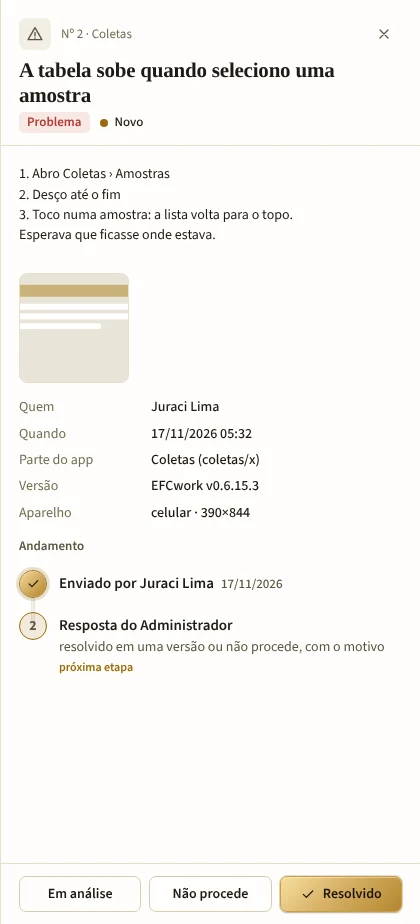 Nº 2 · Coletas
A tabela sobe quando seleciono uma
amostra
Problema
Novo
1. Abro Coletas › Amostras
2. Desço até o fim
3. Toco numa amostra: a lista volta para o topo.
Esperava que ficasse onde estava.
Quem Juraci Lima
Quando 17/11/2026 05:32
Parte do app Coletas (coletas/x)
Versão EFCwork v0.6.15.3
Aparelho celular · 390×844
Andamento
Enviado por Juraci Lima 17/11/2026
2 Resposta do Administrador
resolvido em uma versão ou não procede, com o motivo
próxima etapa
Em análise
Não procede
Resolvido